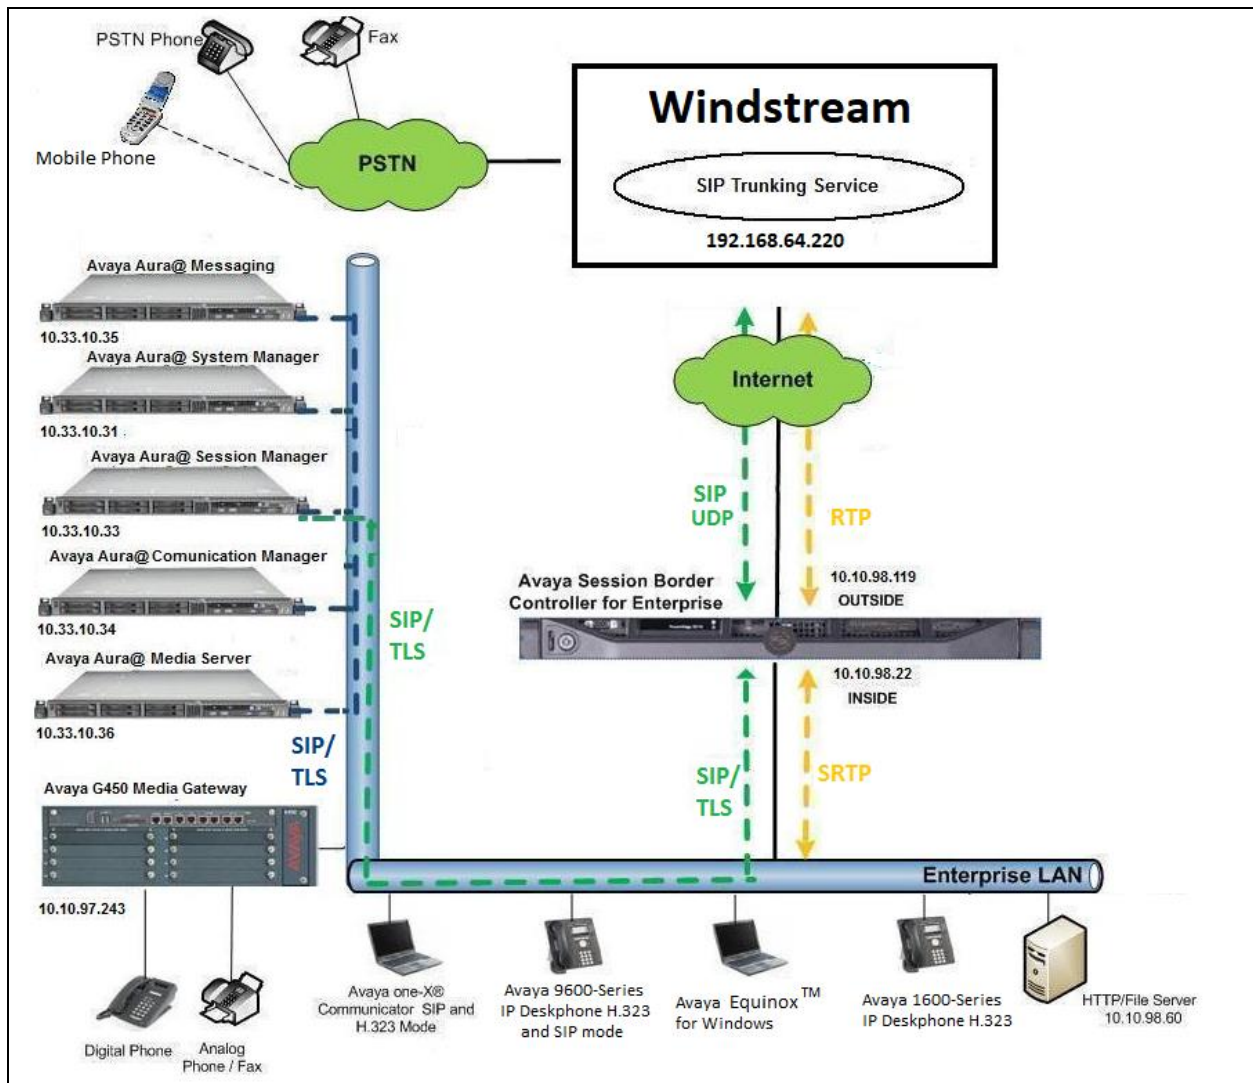 PSTN Phone
Fax
Mobile Phone
PSTN
Windstream
SIP Trunking Service
192.168.64.220
Avaya Aura@ Messaging
10.33.10.35
Avaya Aura@ System Manager
10.33.10.31
Avaya Aura@ Session Manager
10.33.10.33
Avaya Aura@ Comunication Manager
10.33.10.34
Avaya Aura@ Media Server
10.33.10.36
SIP/
TLS
SIP/
TLS
Internet
SIP
UDP
RTP
Avaya Session Border
Controller for Enterprise
10.10.98.119
OUTSIDE
10.10.98.22
INSIDE
SIP/
TLS
SRTP
Avaya G450 Media Gateway
AVAYA
10.10.97.243
Enterprise LAN
Digital Phone
Analog
Phone / Fax
Avaya one-X®
Communicator SIP and
H.323 Mode
Avaya 9600-Series
IP Deskphone H.323
and SIP mode
Avaya Equinox™
for Windows
Avaya 1600-Series
IP Deskphone H.323
HTTP/File Server
10.10.98.60